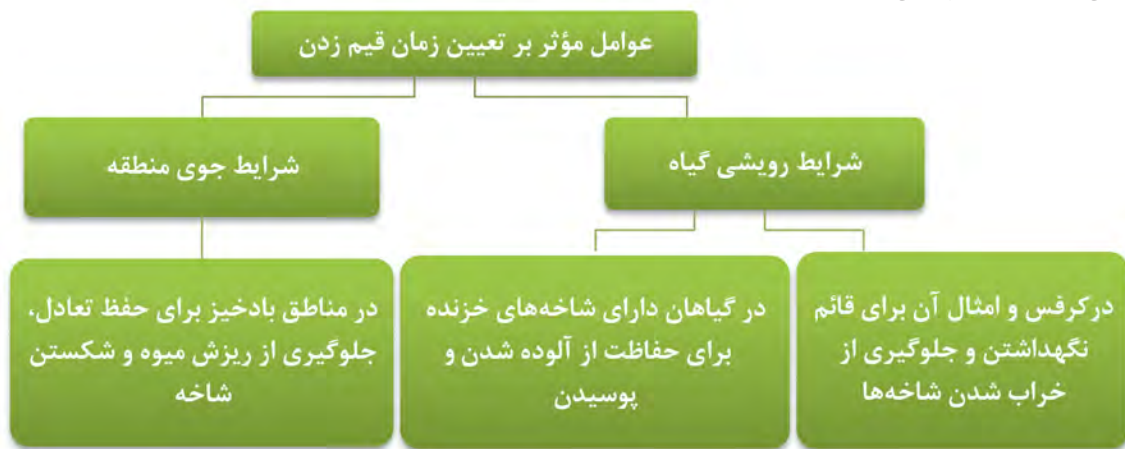 عوامل مؤثر بر تعیین زمان قیم زدن
شرایط رویشی گیاه
شرایط جوی منطقه
درکرفس و امثال آن برای قائم
نگهداشتن و جلوگیری از
خراب شدن شاخه‌ها
در گیاهان دارای شاخه‌های خزنده
برای حفاظت از آلوده شدن و
پوسیدن
در مناطق بادخیز برای حفظ تعادل،
جلوگیری از ریزش میوه و شکستن
شاخه